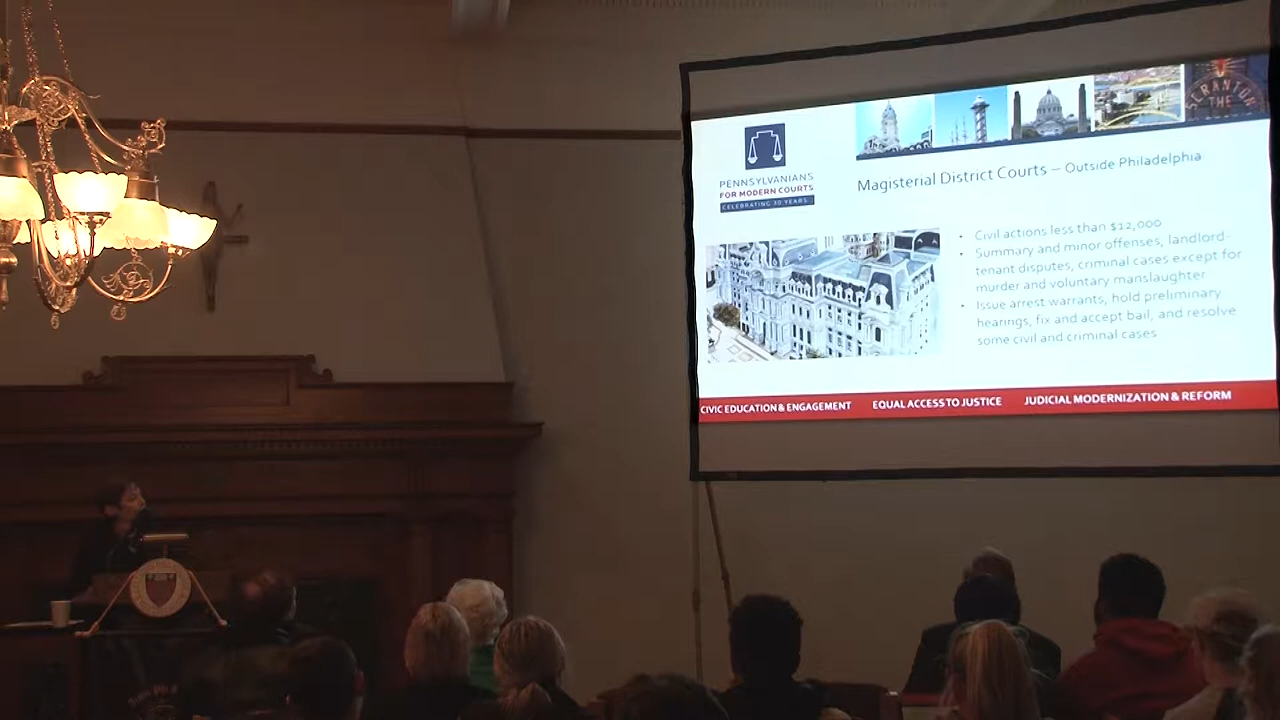 SCRANTON
THE
PENNSYLVANIANS
FOR MODERN COURTS
CELEBRATING 30 YEARS
Magisterial District Courts – Outside Philadelphia
• Civil actions less than $12,000
• Summary and minor offenses, landlord-
tenant disputes, criminal cases except for
murder and voluntary manslaughter
• Issue arrest warrants, hold preliminary
hearings, fix and accept bail, and resolve
some civil and criminal cases
CIVIC EDUCATION & ENGAGEMENT EQUAL ACCESS TO JUSTICE JUDICIAL MODERNIZATION & REFORM